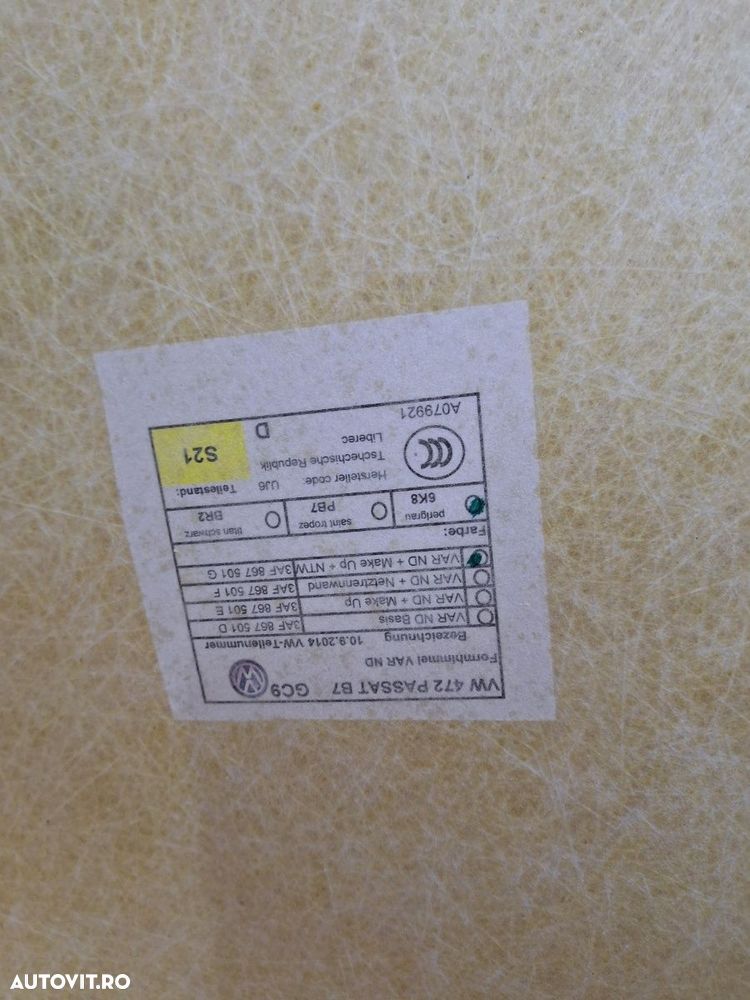 VW 472 PASSAT B7 GC9
Formhimmel VAR ND
Bezeichnung 10.9.2014 VW-Teilenummer
VAR ND Basis 3AF 867 501 D
VAR ND + Make Up 3AF 867 501 E
VAR ND + Netztrennwand 3AF 867 501 F
VAR ND + Make Up + NTW 3AF 867 501 G
Farbe:
perlgrau 6K8
saint tropez PB7
titan schwarz BR2
Hersteller code: UJ6 Teilestand:
Tschechische Republik
Liberec D S21
A079921
AUTOVIT.RO